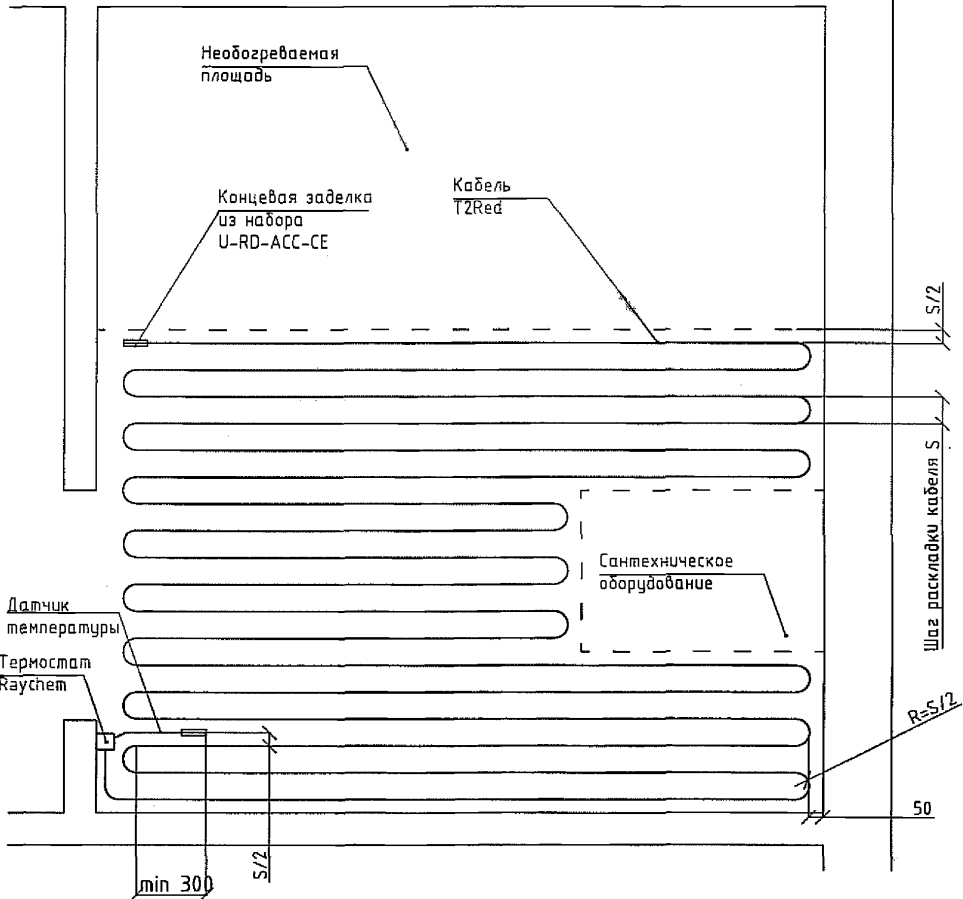 Необогреваемая
площадь
Концевая заделка
из набора
U-RD-ACC-CE
Кабель
T2Red
S/2
Шаг раскладки кабеля S
Сантехническое
оборудование
Датчик
температуры
Термостат
Raychem
R=S/2
50
S/2
min 300